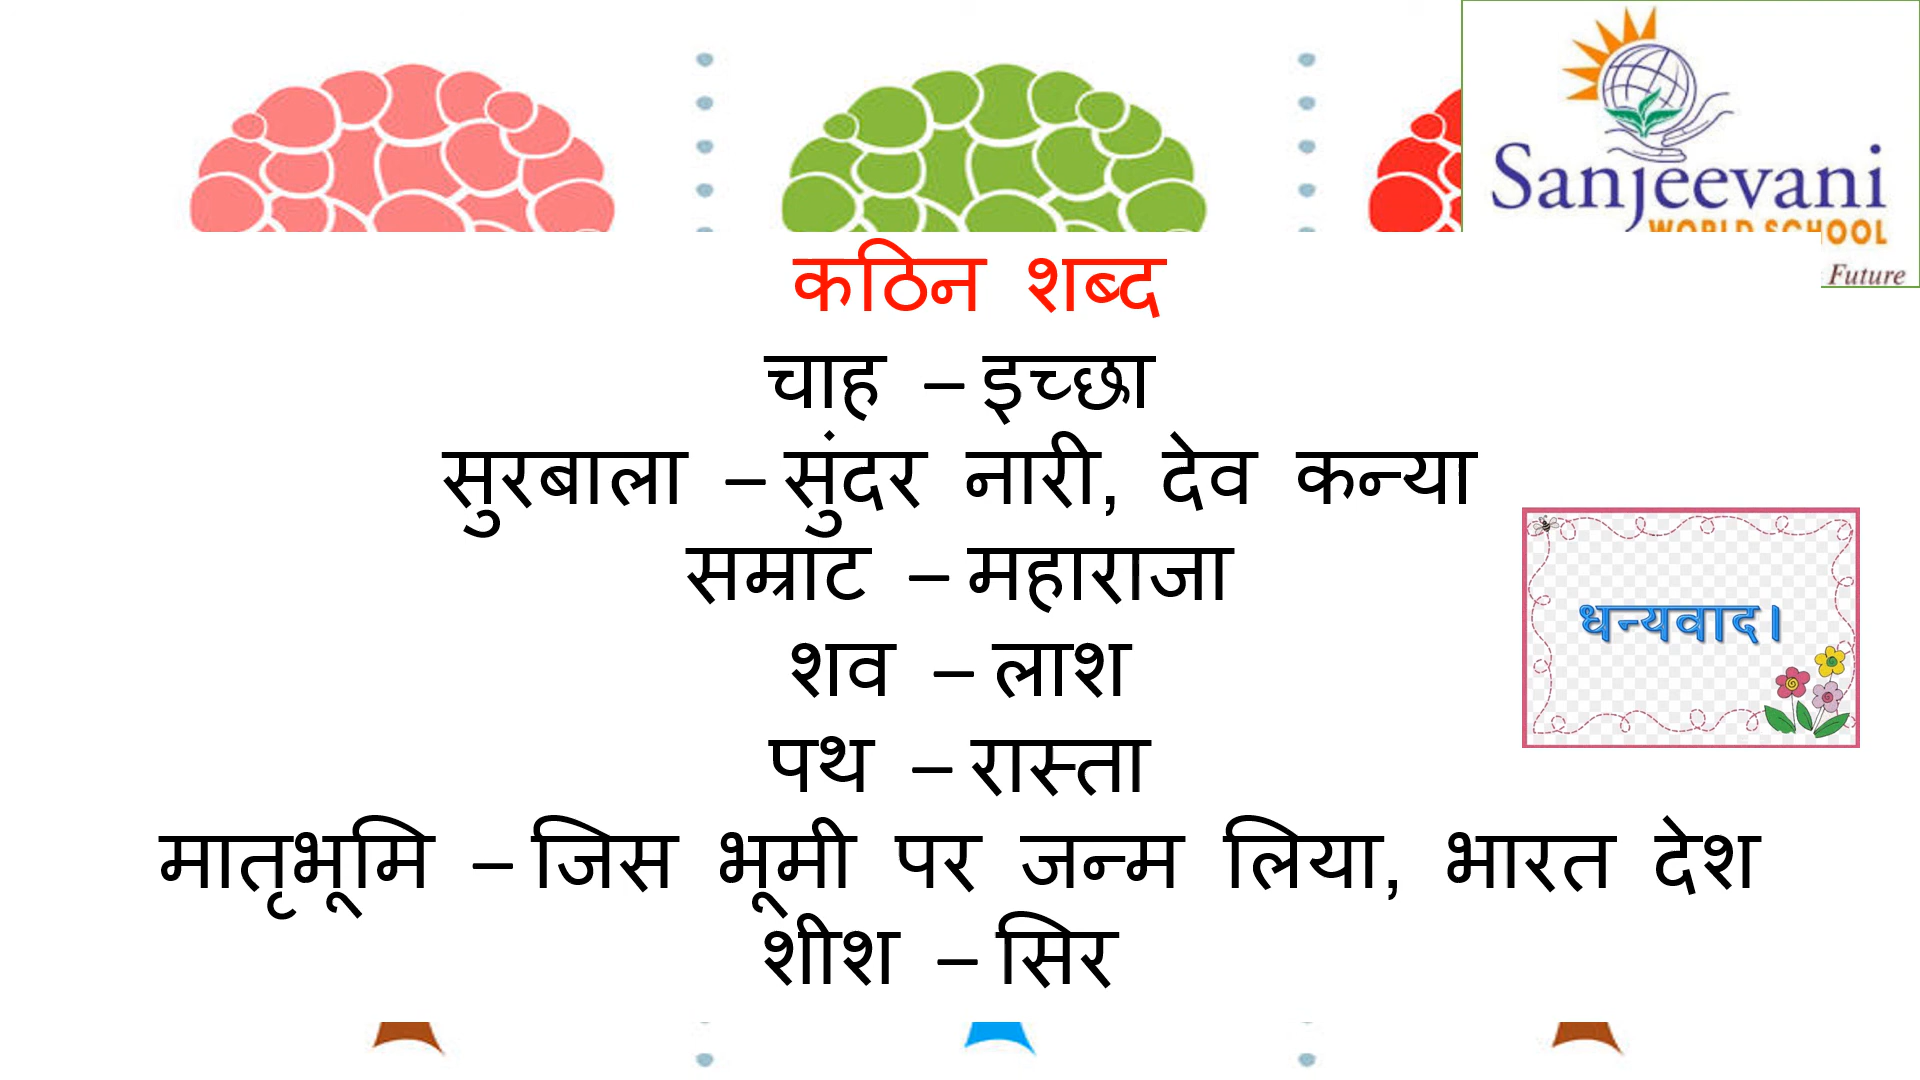 Sanjeevani
WORLD SCHOOL
Future
कठिन शब्द
चाह – इच्छा
सुरबाला – सुंदर नारी, देव कन्या
सम्राट – महाराजा
शव – लाश
पथ – रास्ता
मातृभूमि – जिस भूमी पर जन्म लिया, भारत देश
शीश – सिर
धन्यवाद।